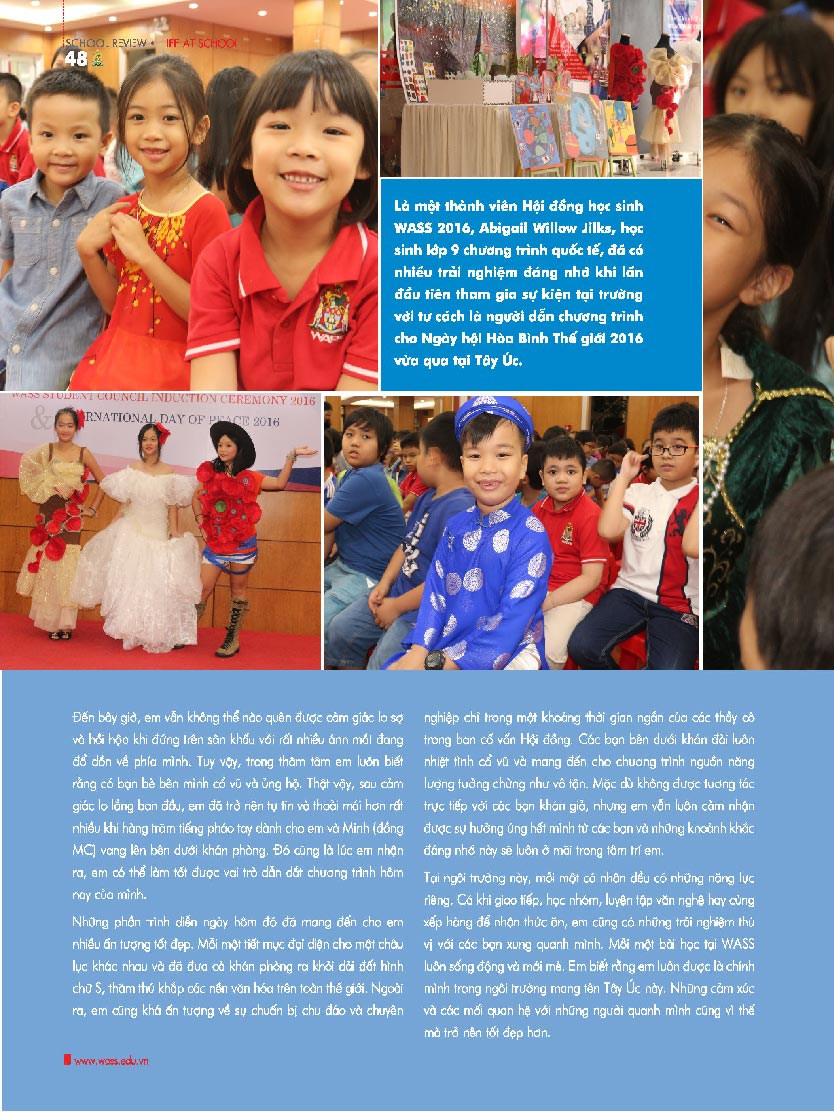 SCHOOL REVIEW • IFF AT SCHOOL
48
Là một thành viên Hội đồng học sinh
WASS 2016, Abigail Willow Jilks, học
sinh lớp 9 chương trình quốc tế, đã có
nhiều trải nghiệm đáng nhớ khi lần
đầu tiên tham gia sự kiện tại trường
với tư cách là người dẫn chương trình
cho Ngày hội Hòa Bình Thế giới 2016
vừa qua tại Tây Úc.
WASS STUDENT COUNCIL INDUCTION CEREMONY 2016
& INTERNATIONAL DAY OF PEACE 2016
WASS
Đến bây giờ, em vẫn không thể nào quên được cảm giác lo sợ
và hồi hộp khi đứng trên sân khấu với rất nhiều ánh mắt đang
đổ dồn về phía mình. Tuy vậy, trong thâm tâm em luôn biết
rằng có bạn bè bên mình cổ vũ và ủng hộ. Thật vậy, sau cảm
giác lo lắng ban đầu, em đã trở nên tự tin và thoải mái hơn rất
nhiều khi hàng trăm tiếng pháo tay dành cho em và Minh (đồng
MC) vang lên bên dưới khán phòng. Đó cũng là lúc em nhận
ra, em có thể làm tốt được vai trò dẫn dắt chương trình hôm
nay của mình.
Những phần trình diễn ngày hôm đó đã mang đến cho em
nhiều ấn tượng tốt đẹp. Mỗi một tiết mục đại diện cho một châu
lục khác nhau và đã đưa cả khán phòng ra khỏi dải đất hình
chữ S, thăm thú khắp các nền văn hóa trên toàn thế giới. Ngoài
ra, em cũng khá ấn tượng về sự chuẩn bị chu đáo và chuyên
nghiệp chỉ trong một khoảng thời gian ngắn của các thầy cô
trong ban cố vấn Hội đồng. Các bạn bên dưới khán đài luôn
nhiệt tình cổ vũ và mang đến cho chương trình nguồn năng
lượng tưởng chừng như vô tận. Mặc dù không được tương tác
trực tiếp với các bạn khán giả, nhưng em vẫn luôn cảm nhận
được sự hưởng ứng hết mình từ các bạn và những khoảnh khắc
đáng nhớ này sẽ luôn ở mãi trong tâm trí em.
Tại ngôi trường này, mỗi một cá nhân đều có những năng lực
riêng. Cả khi giao tiếp, học nhóm, luyện tập văn nghệ hay cùng
xếp hàng để nhận thức ăn, em cũng có những trải nghiệm thú
vị với các bạn xung quanh mình. Mỗi một bài học tại WASS
luôn sống động và mới mẻ. Em biết rằng em luôn được là chính
mình trong ngôi trường mang tên Tây Úc này. Những cảm xúc
và các mối quan hệ với những người quanh mình cũng vì thế
mà trở nên tốt đẹp hơn.
www.wass.edu.vn